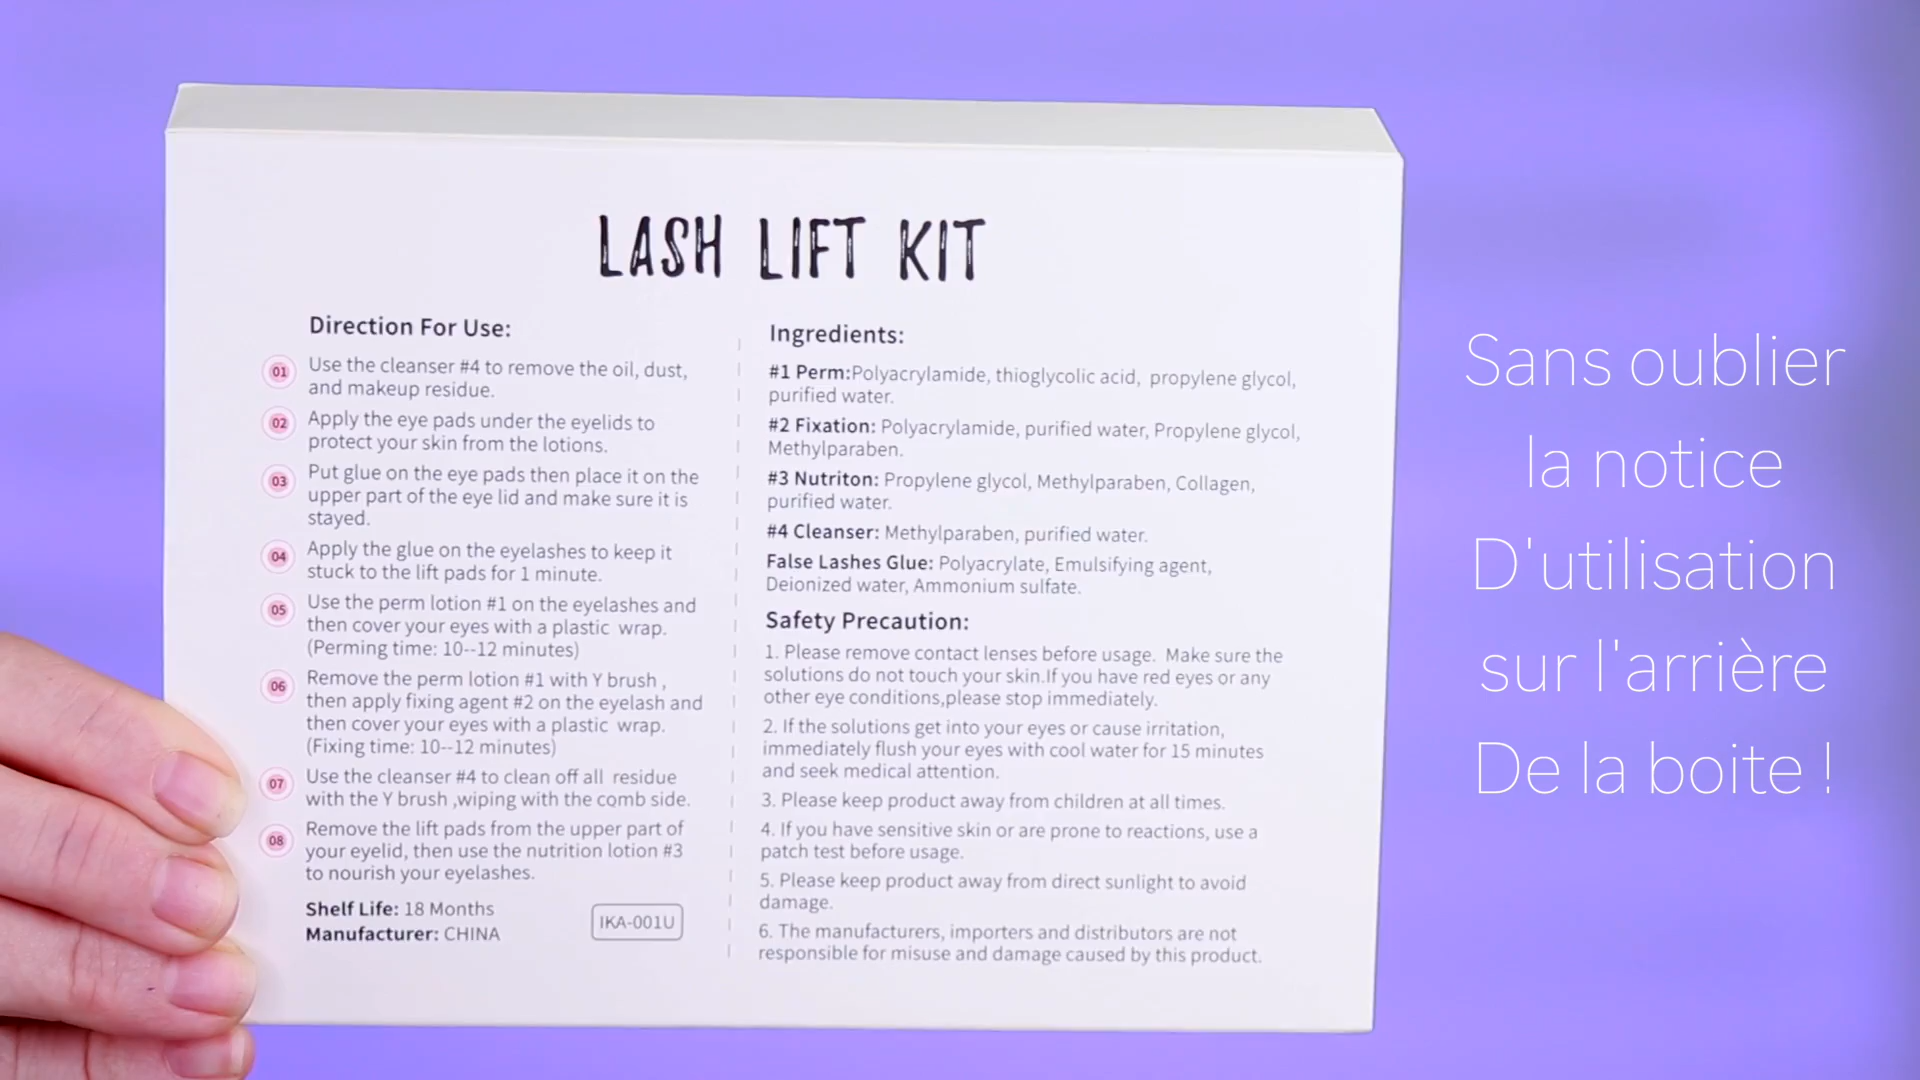 LASH LIFT KIT
Direction For Use:
01 Use the cleanser #4 to remove the oil, dust,
and makeup residue.
02 Apply the eye pads under the eyelids to
protect your skin from the lotions.
03 Put glue on the eye pads then place it on the
upper part of the eye lid and make sure it is
stayed.
04 Apply the glue on the eyelashes to keep it
stuck to the lift pads for 1 minute.
05 Use the perm lotion #1 on the eyelashes and
then cover your eyes with a plastic wrap.
(Perming time: 10--12 minutes)
06 Remove the perm lotion #1 with Y brush ,
then apply fixing agent #2 on the eyelash and
then cover your eyes with a plastic wrap.
(Fixing time: 10--12 minutes)
07 Use the cleanser #4 to clean off all residue
with the Y brush ,wiping with the comb side.
08 Remove the lift pads from the upper part of
your eyelid, then use the nutrition lotion #3
to nourish your eyelashes.
Shelf Life: 18 Months
Manufacturer: CHINA
IKA-001U
Ingredients:
#1 Perm:Polyacrylamide, thioglycolic acid, propylene glycol,
purified water.
#2 Fixation: Polyacrylamide, purified water, Propylene glycol,
Methylparaben.
#3 Nutriton: Propylene glycol, Methylparaben, Collagen,
purified water.
#4 Cleanser: Methylparaben, purified water.
False Lashes Glue: Polyacrylate, Emulsifying agent,
Deionized water, Ammonium sulfate.
Safety Precaution:
1. Please remove contact lenses before usage. Make sure the
solutions do not touch your skin.If you have red eyes or any
other eye conditions,please stop immediately.
2. If the solutions get into your eyes or cause irritation,
immediately flush your eyes with cool water for 15 minutes
and seek medical attention.
3. Please keep product away from children at all times.
4. If you have sensitive skin or are prone to reactions, use a
patch test before usage.
5. Please keep product away from direct sunlight to avoid
damage.
6. The manufacturers, importers and distributors are not
responsible for misuse and damage caused by this product.
Sans oublier
la notice
D'utilisation
sur l'arrière
De la boite !